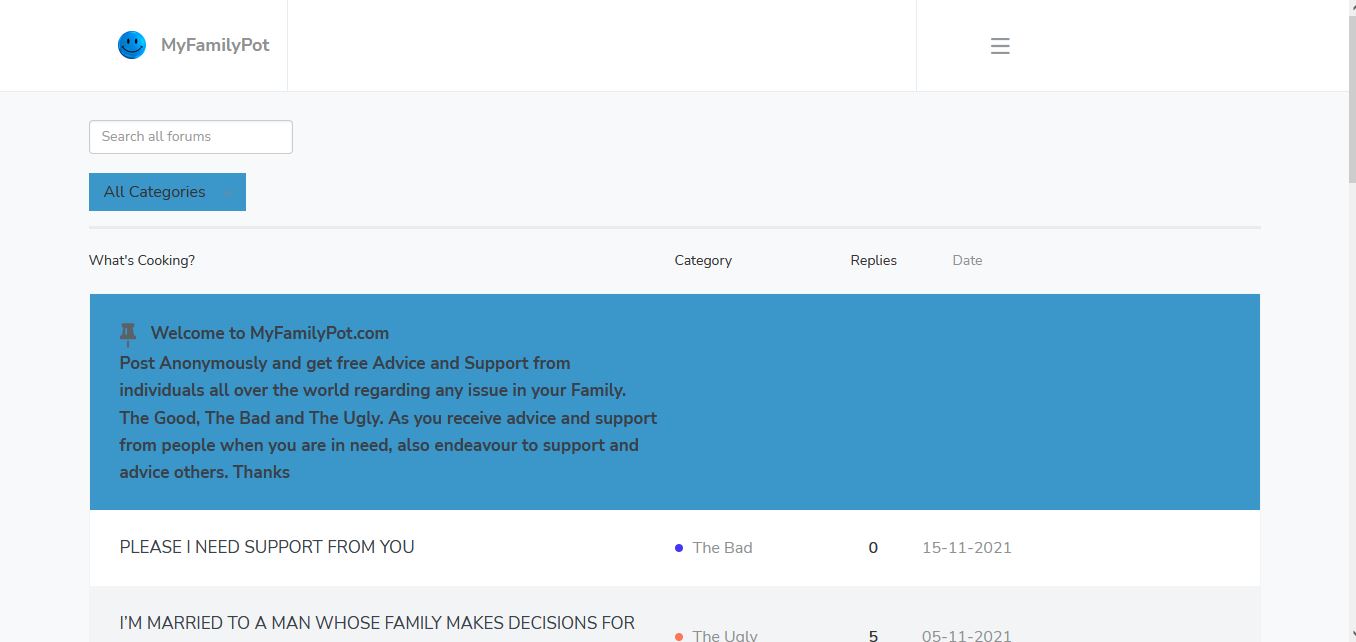 MyFamilyPot
Search all forums
All Categories
What's Cooking? Category Replies Date
Welcome to MyFamilyPot.com
Post Anonymously and get free Advice and Support from
individuals all over the world regarding any issue in your Family.
The Good, The Bad and The Ugly. As you receive advice and support
from people when you are in need, also endeavour to support and
advice others. Thanks
PLEASE I NEED SUPPORT FROM YOU The Bad 0 15-11-2021
I’M MARRIED TO A MAN WHOSE FAMILY MAKES DECISIONS FOR
The Ugly 5 05-11-2021